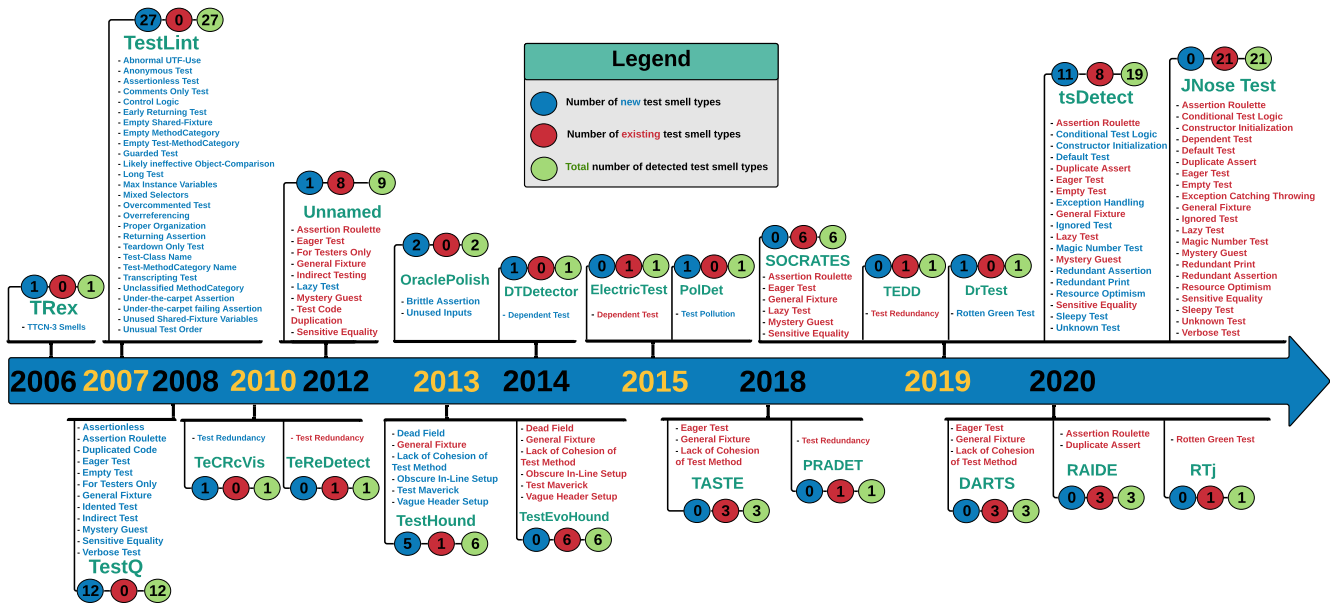 27 0 27
TestLint
- Abnormal UTF-Use
- Anonymous Test
- Assertionless Test
- Comments Only Test
- Control Logic
- Early Returning Test
- Empty Shared-Fixture
- Empty MethodCategory
- Empty Test-MethodCategory
- Guarded Test
- Likely ineffective Object-Comparison
- Long Test
- Max Instance Variables
- Mixed Selectors
- Overcommented Test
- Overreferencing
- Proper Organization
- Returning Assertion
- Teardown Only Test
- Test-Class Name
- Test-MethodCategory Name
- Transcripting Test
- Unclassified MethodCategory
- Under-the-carpet Assertion
- Under-the-carpet failing Assertion
- Unused Shared-Fixture Variables
- Unusual Test Order
1 0 1
TRex
- TTCN-3 Smells
1 8 9
Unnamed
- Assertion Roulette
- Eager Test
- For Testers Only
- General Fixture
- Indirect Testing
- Lazy Test
- Mystery Guest
- Test Code
Duplication
- Sensitive Equality
Legend
Number of new test smell types
Number of existing test smell types
Total number of detected test smell types
2 0 2
OraclePolish
- Brittle Assertion
- Unused Inputs
1 0 1
DTDetector
- Dependent Test
0 1 1
ElectricTest
- Dependent Test
1 0 1
PolDet
- Test Pollution
0 6 6
SOCRATES
- Assertion Roulette
- Eager Test
- General Fixture
- Lazy Test
- Mystery Guest
- Sensitive Equality
0 1 1
TEDD
- Test Redundancy
1 0 1
DrTest
- Rotten Green Test
11 8 19
tsDetect
- Assertion Roulette
- Conditional Test Logic
- Constructor Initialization
- Default Test
- Duplicate Assert
- Eager Test
- Empty Test
- Exception Handling
- General Fixture
- Ignored Test
- Lazy Test
- Magic Number Test
- Mystery Guest
- Redundant Assertion
- Redundant Print
- Resource Optimism
- Sensitive Equality
- Sleepy Test
- Unknown Test
0 21 21
JNose Test
- Assertion Roulette
- Conditional Test Logic
- Constructor Initialization
- Dependent Test
- Default Test
- Duplicate Assert
- Eager Test
- Empty Test
- Exception Catching Throwing
- General Fixture
- Ignored Test
- Lazy Test
- Magic Number Test
- Mystery Guest
- Redundant Print
- Redundant Assertion
- Resource Optimism
- Sensitive Equality
- Sleepy Test
- Unknown Test
- Verbose Test
2006 2007 2008 2010 2012 2013 2014 2015 2018 2019 2020
- Assertionless
- Assertion Roulette
- Duplicated Code
- Eager Test
- Empty Test
- For Testers Only
- General Fixture
- Idented Test
- Indirect Test
- Mystery Guest
- Sensitive Equality
- Verbose Test
TestQ
12 0 12
- Test Redundancy
TeCRcVis
1 0 1
- Test Redundancy
TeReDetect
0 1 1
- Dead Field
- General Fixture
- Lack of Cohesion of
Test Method
- Obscure In-Line Setup
- Test Maverick
- Vague Header Setup
TestHound
5 1 6
- Dead Field
- General Fixture
- Lack of Cohesion of
Test Method
- Obscure In-Line Setup
- Test Maverick
- Vague Header Setup
TestEvoHound
0 6 6
- Eager Test
- General Fixture
- Lack of Cohesion
of Test Method
TASTE
0 3 3
- Test Redundancy
PRADET
0 1 1
- Eager Test
- General Fixture
- Lack of Cohesion
of Test Method
DARTS
0 3 3
- Assertion Roulette
- Duplicate Assert
RAIDE
0 3 3
- Rotten Green Test
RTj
0 1 1